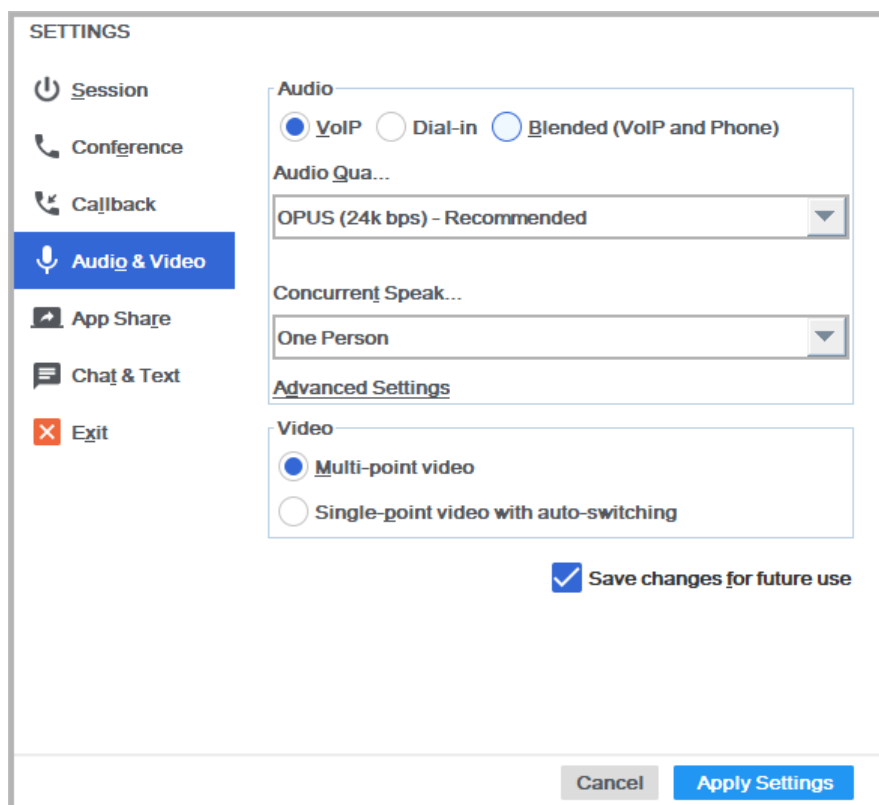 SETTINGS
Session
Conference
Callback
Audio & Video
App Share
Chat & Text
Exit
Audio
VoIP Dial-in Blended (VoIP and Phone)
Audio Qua...
OPUS (24k bps) - Recommended
Concurrent Speak...
One Person
Advanced Settings
Video
Multi-point video
Single-point video with auto-switching
Save changes for future use
Cancel Apply Settings